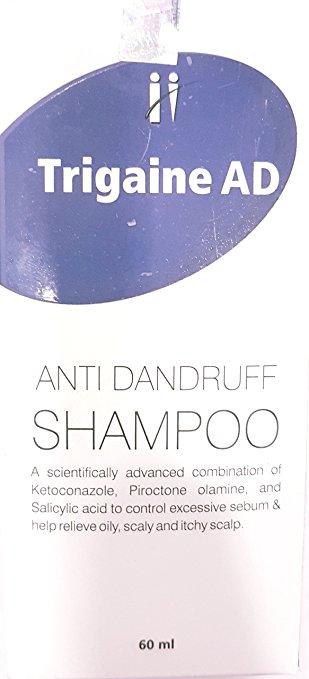 Trigaine AD
ANTI DANDRUFF
SHAMPOO
A scientifically advanced combination of
Ketoconazole, Piroctone olamine, and
Salicylic acid to control excessive sebum &
help relieve oily, scaly and itchy scalp.
60 ml